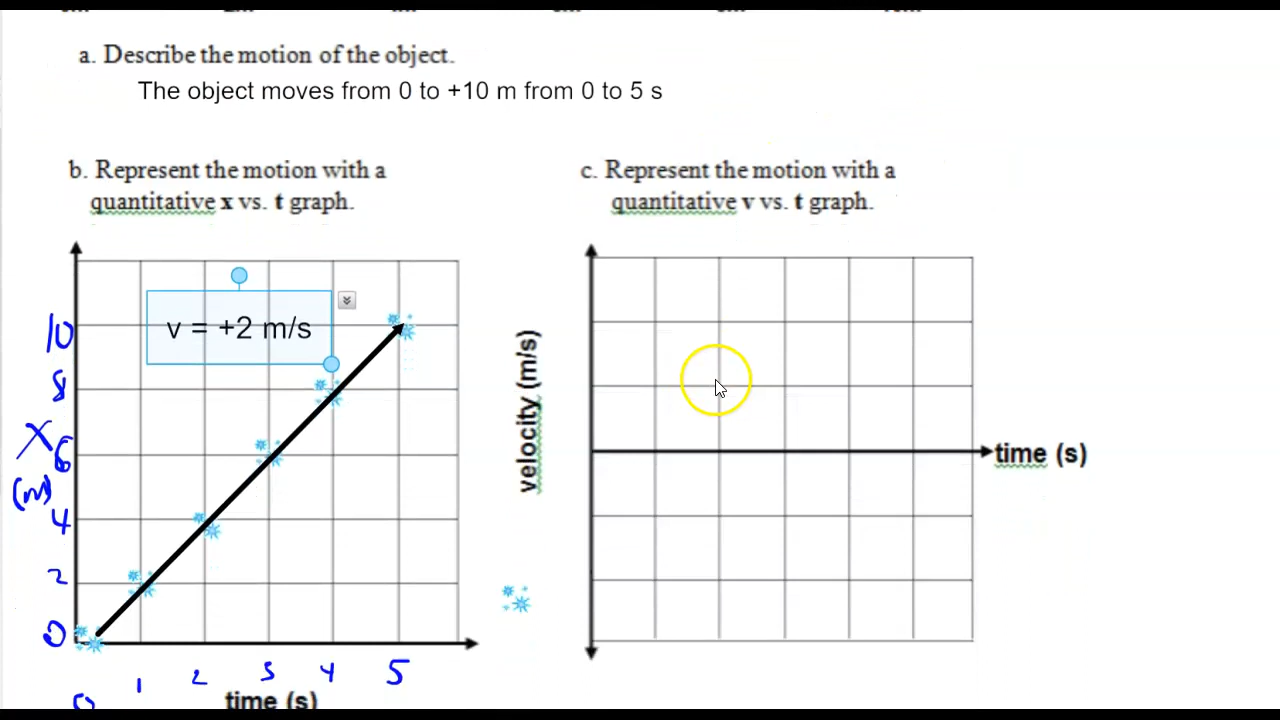 a. Describe the motion of the object.
The object moves from 0 to +10 m from 0 to 5 s
b. Represent the motion with a
quantitative x vs. t graph.
c. Represent the motion with a
quantitative v vs. t graph.
v = +2 m/s
10
8
X
6
(m)
4
2
0
0 1 2 3 4 5
time (s)
velocity (m/s)
time (s)